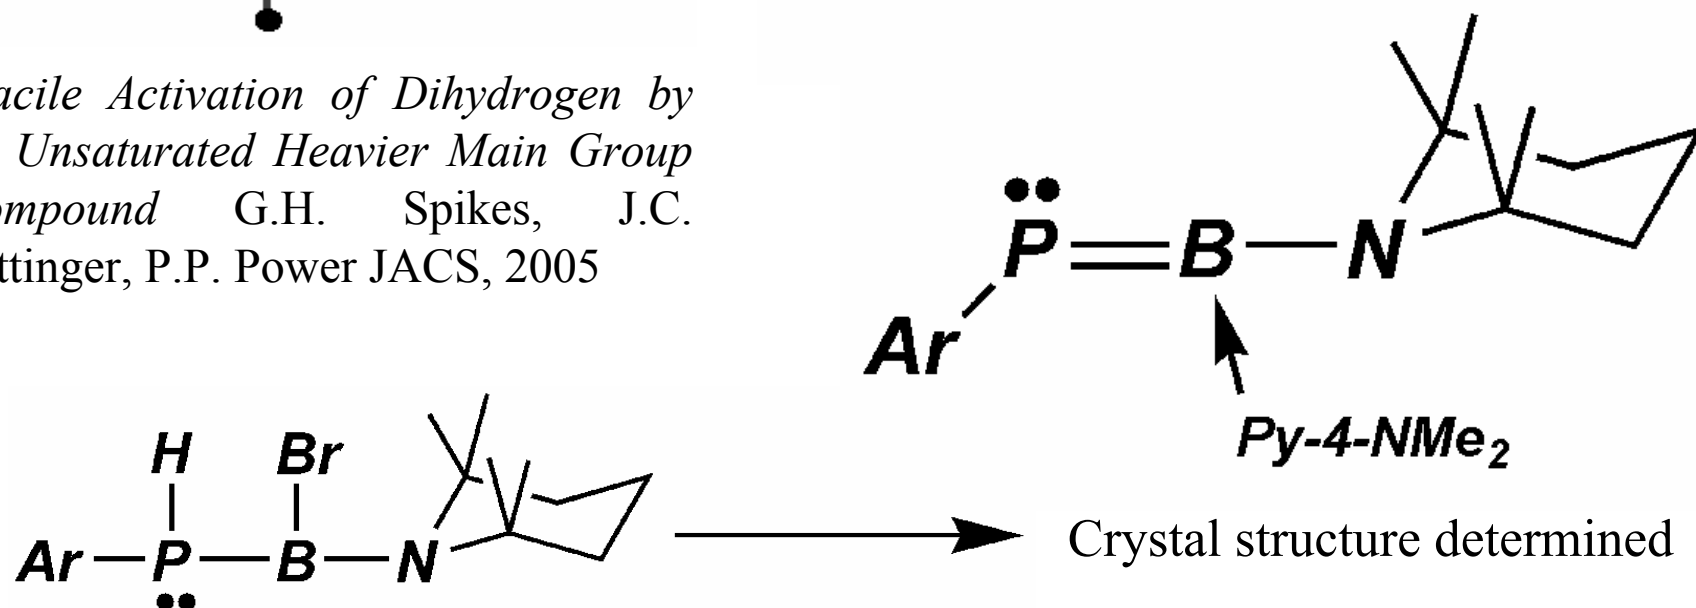 acile Activation of Dihydrogen by
Unsaturated Heavier Main Group
ompound G.H. Spikes, J.C.
ttinger, P.P. Power JACS, 2005
P B N
Ar
Py-4-NMe₂
H Br
Ar P B N
Crystal structure determined